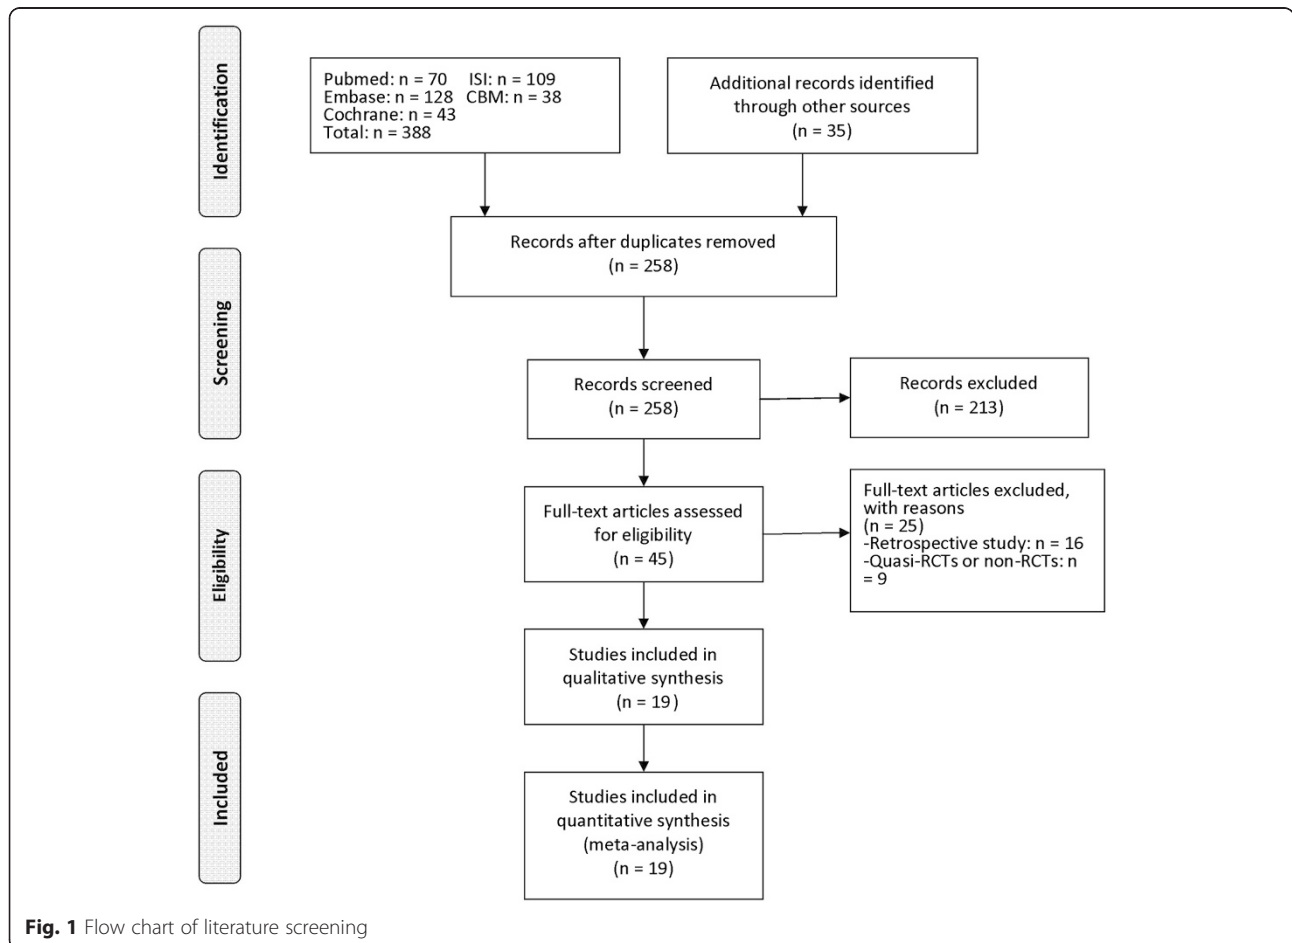 Identification
Pubmed: n = 70 ISI: n = 109
Embase: n = 128 CBM: n = 38
Cochrane: n = 43
Total: n = 388
Additional records identified
through other sources
(n = 35)
Records after duplicates removed
(n = 258)
Screening
Records screened
(n = 258)
Records excluded
(n = 213)
Eligibility
Full-text articles assessed
for eligibility
(n = 45)
Full-text articles excluded,
with reasons
(n = 25)
-Retrospective study: n = 16
-Quasi-RCTs or non-RCTs: n
= 9
Studies included in
qualitative synthesis
(n = 19)
Included
Studies included in
quantitative synthesis
(meta-analysis)
(n = 19)
Fig. 1 Flow chart of literature screening